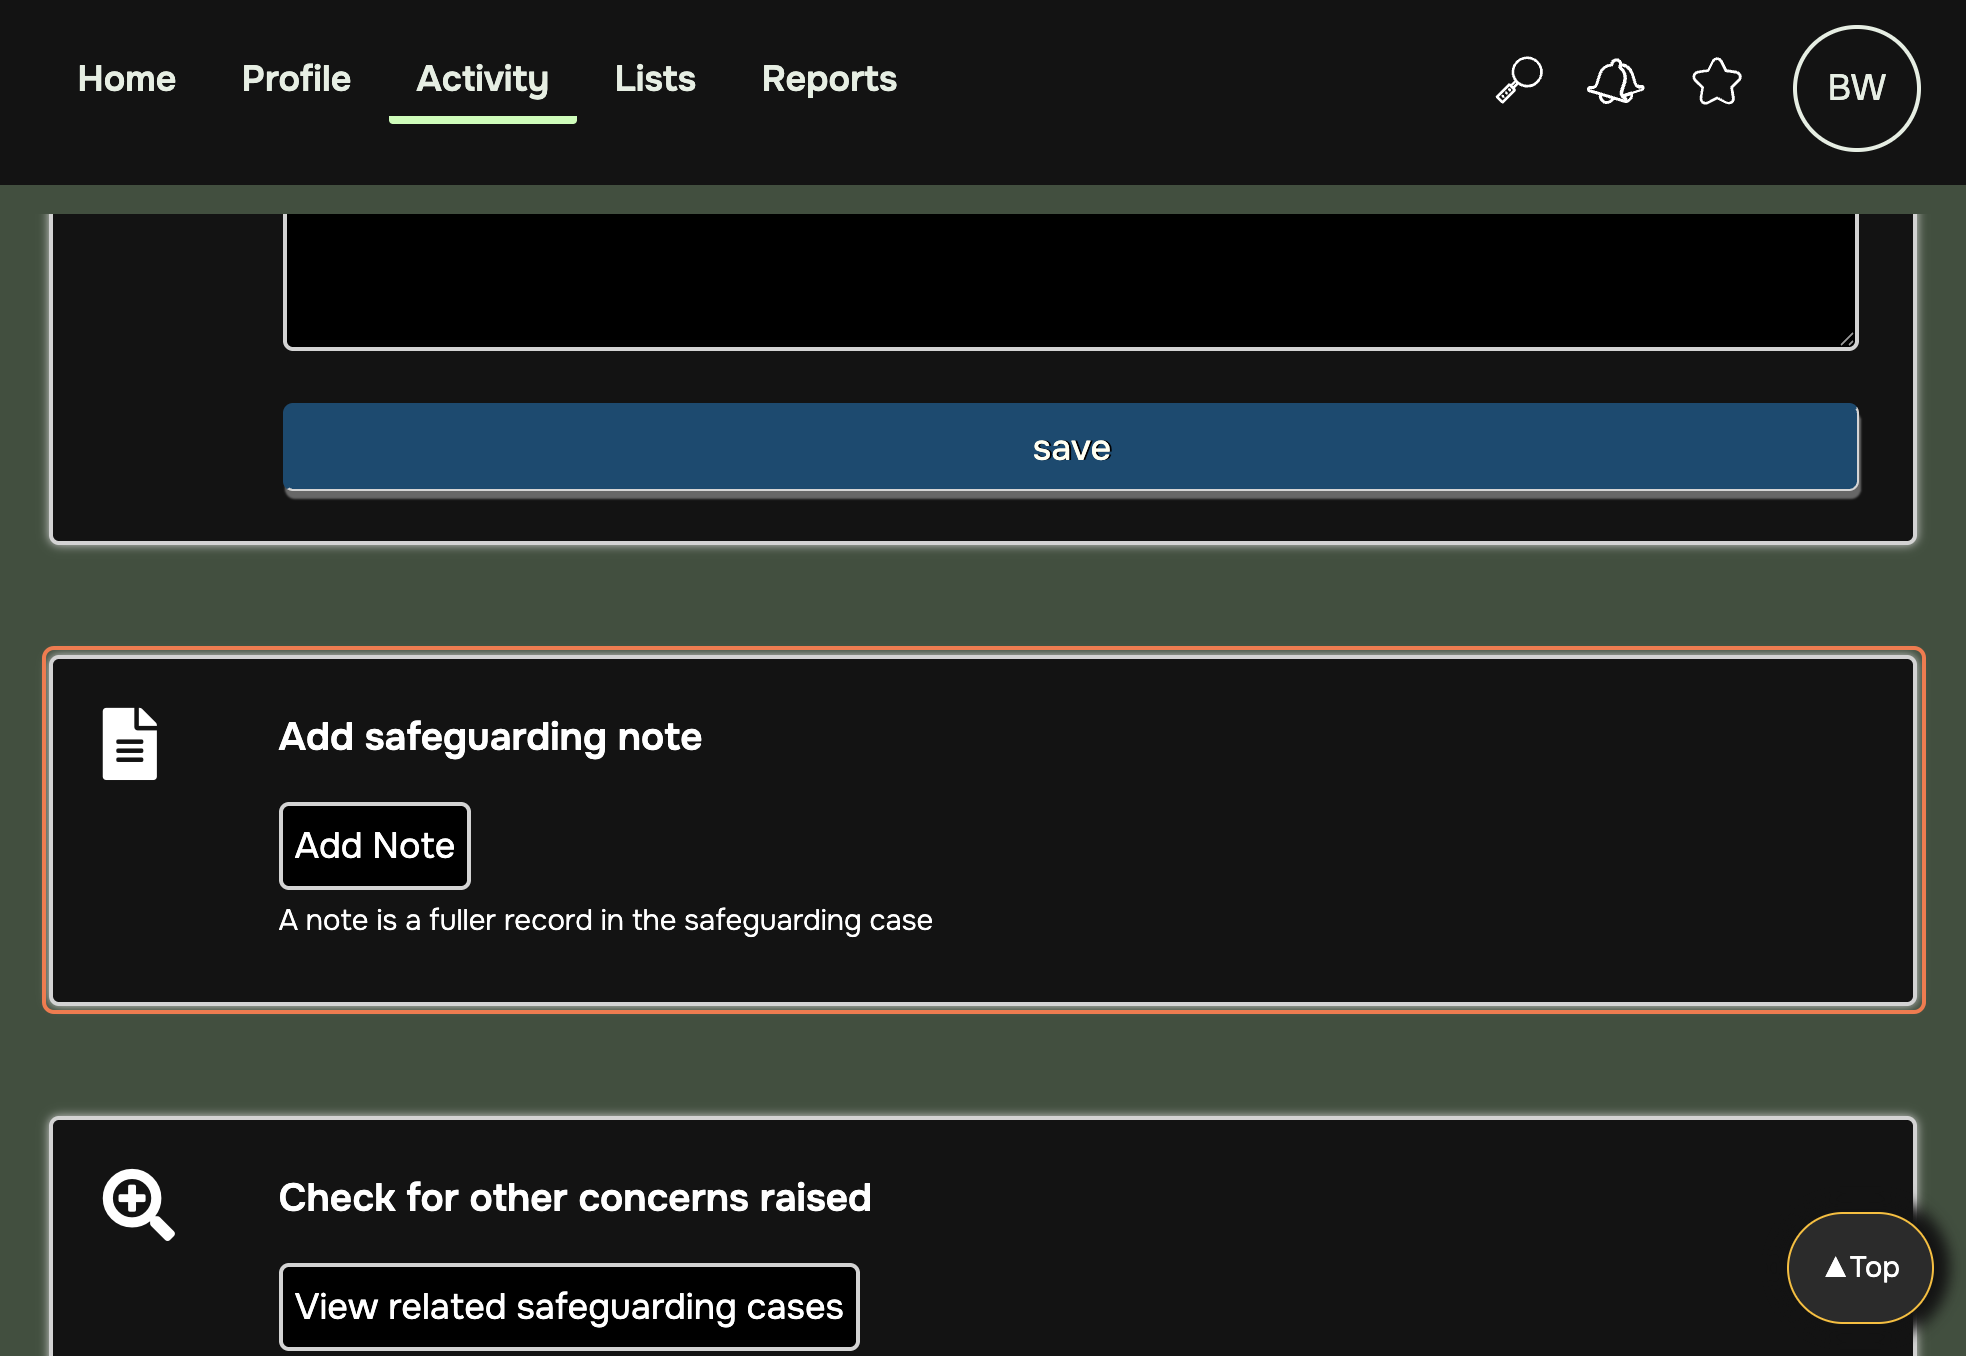 Home Profile Activity Lists Reports BW
save
Add safeguarding note
Add Note
A note is a fuller record in the safeguarding case
Check for other concerns raised
View related safeguarding cases
▲Top